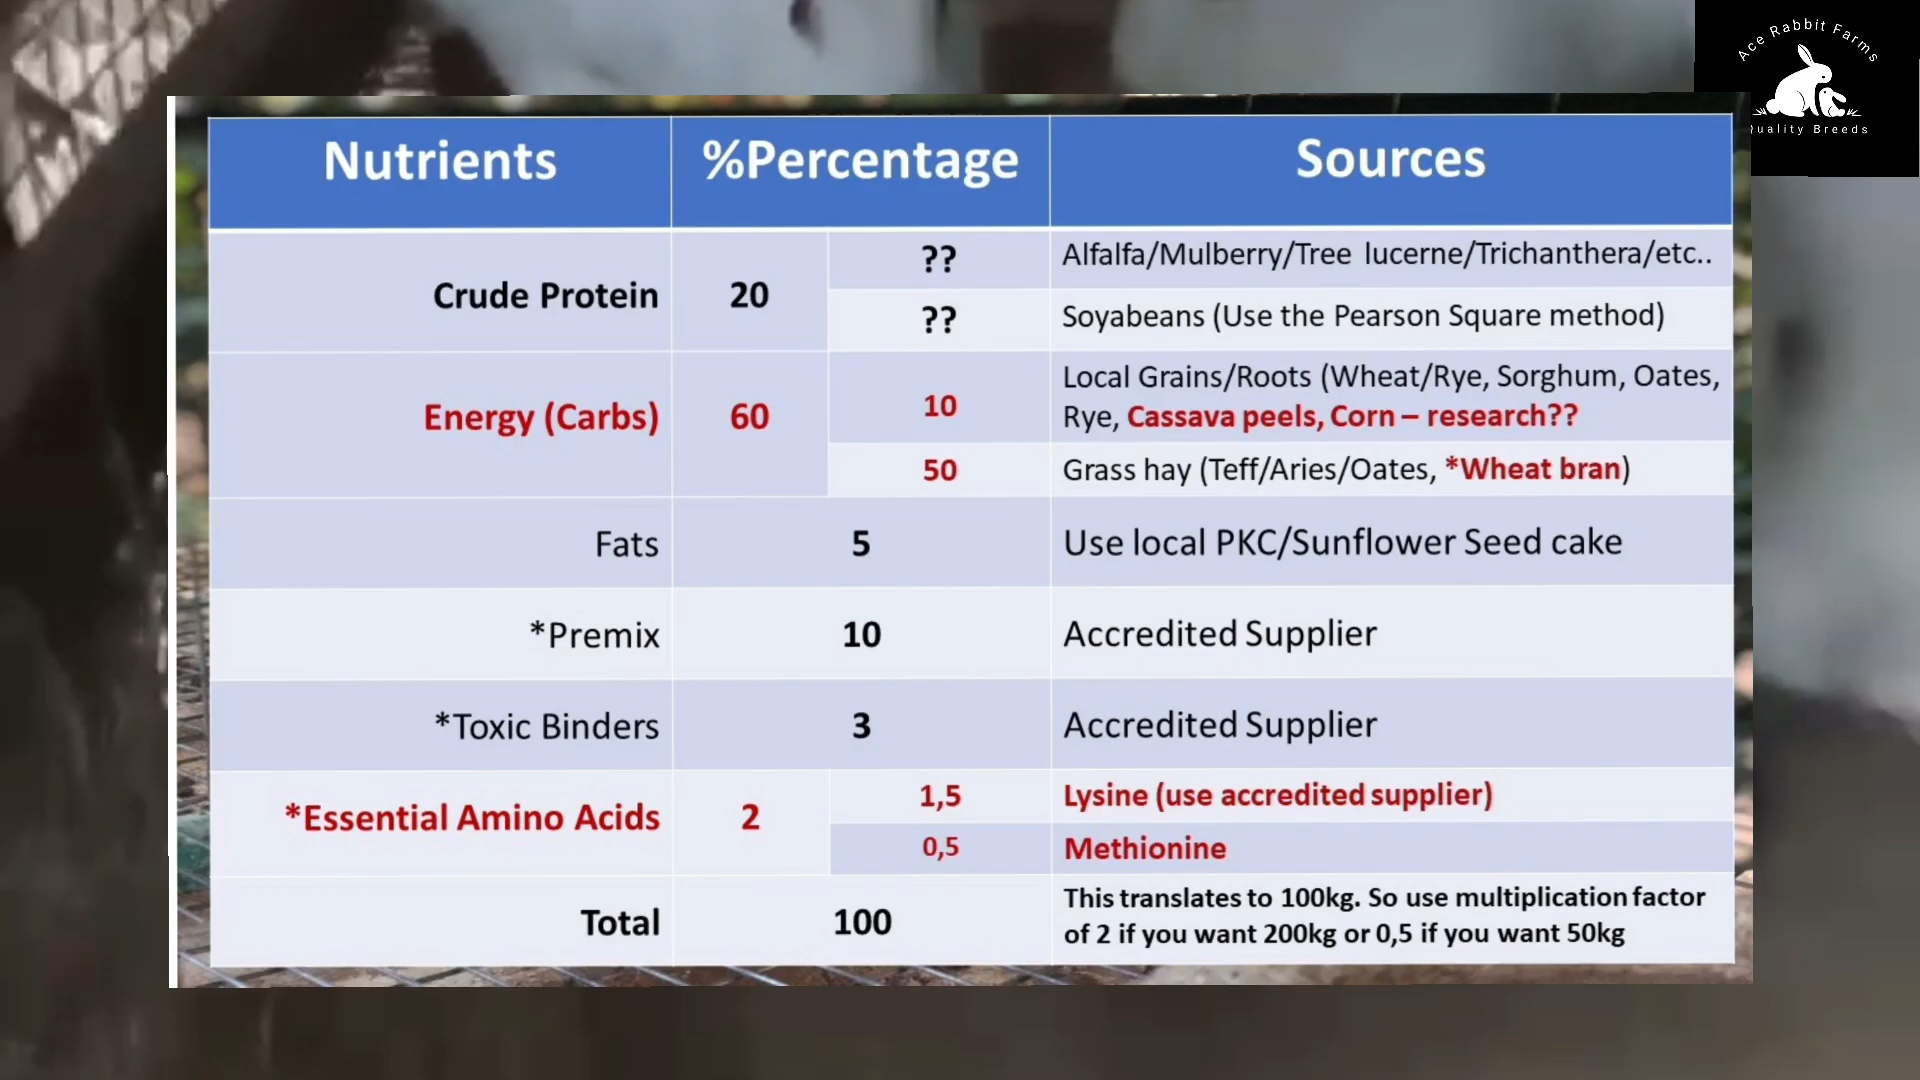 Ace Rabbit Farms
uality Breeds
Nutrients
%Percentage
Sources
Crude Protein
20
??
Alfalfa/Mulberry/Tree lucerne/Trichanthera/etc..
??
Soyabeans (Use the Pearson Square method)
Energy (Carbs)
60
10
Local Grains/Roots (Wheat/Rye, Sorghum, Oates,
Rye, Cassava peels, Corn – research??
50
Grass hay (Teff/Aries/Oates, *Wheat bran)
Fats
5
Use local PKC/Sunflower Seed cake
*Premix
10
Accredited Supplier
*Toxic Binders
3
Accredited Supplier
*Essential Amino Acids
2
1,5
Lysine (use accredited supplier)
0,5
Methionine
Total
100
This translates to 100kg. So use multiplication factor
of 2 if you want 200kg or 0,5 if you want 50kg